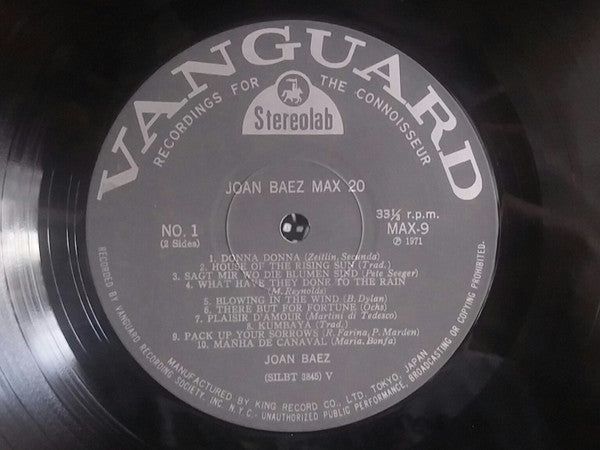 VANGUARD
RECORDINGS FOR THE CONNOISSEUR
Stereolab
JOAN BAEZ MAX 20
NO. 1
(2 Sides)
33⅓ r.p.m.
MAX-9
Ⓟ 1971
1. DONNA DONNA (Zeitlin, Secunda)
2. HOUSE OF THE RISING SUN (Trad.)
3. SAGT MIR WO DIE BLUMEN SIND (Pete Seeger)
4. WHAT HAVE THEY DONE TO THE RAIN
(M. Reynolds)
5. BLOWING IN THE WIND (B. Dylan)
6. THERE BUT FOR FORTUNE (Ochs)
7. PLAISIR D'AMOUR (Martini di Tedesco)
8. KUMBAYA (Trad.)
9. PACK UP YOUR SORROWS (R. Farina, P. Marden)
10. MANHA DE CANAVAL (Maria. Bonfa)
JOAN BAEZ
(SILBT 3845) V
MANUFACTURED BY KING RECORD CO., LTD. TOKYO, JAPAN
RECORDED BY VANGUARD RECORDING SOCIETY, INC. N.Y.C.-UNAUTHORIZED PUBLIC PERFORMANCE, BROADCASTING OR COPYING PROHIBITED.